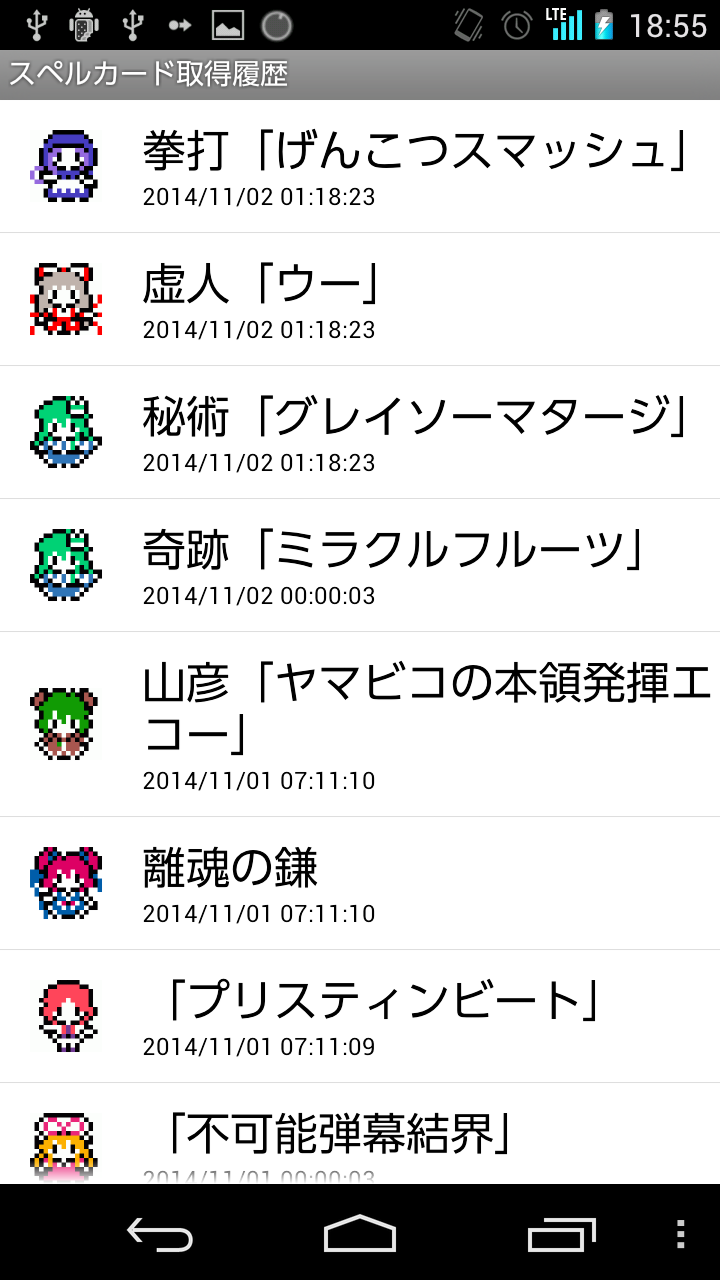 LTE 18:55
スペルカード取得履歴
拳打「げんこつスマッシュ」
2014/11/02 01:18:23
虚人「ウー」
2014/11/02 01:18:23
秘術「グレイソーマタージ」
2014/11/02 01:18:23
奇跡「ミラクルフルーツ」
2014/11/02 00:00:03
山彦「ヤマビコの本領発揮エ
コー」
2014/11/01 07:11:10
離魂の鎌
2014/11/01 07:11:10
「プリスティンビート」
2014/11/01 07:11:09
「不可能弾幕結界」
2014/11/01 00:00:03